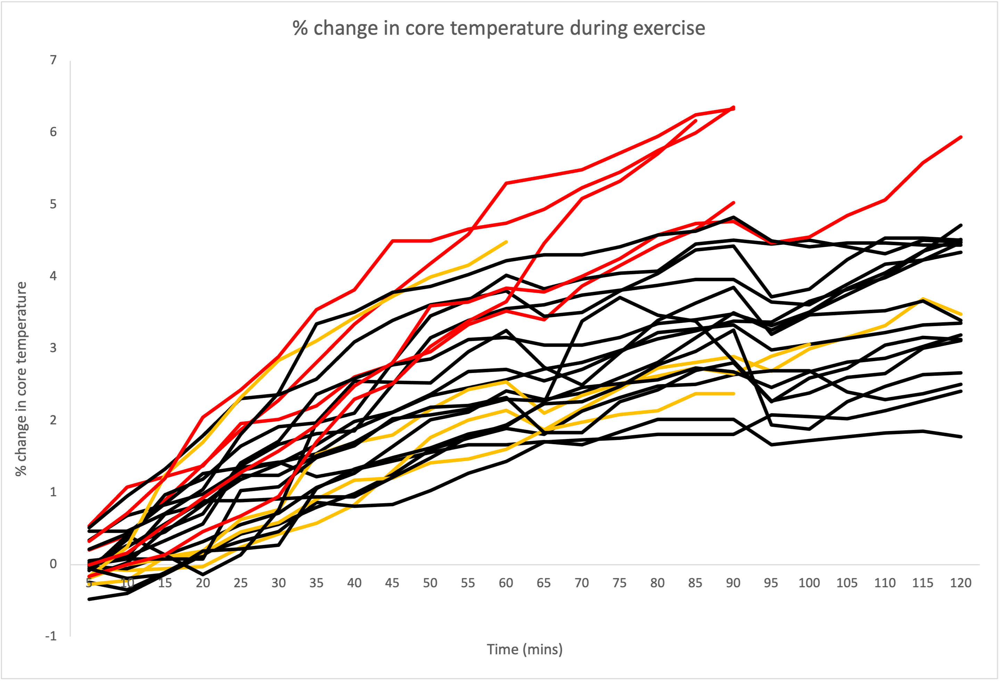 % change in core temperature during exercise
7
6
5
4
3
2
1
0
-1
% change in core temperature
5 10 15 20 25 30 35 40 45 50 55 60 65 70 75 80 85 90 95 100 105 110 115 120
Time (mins)